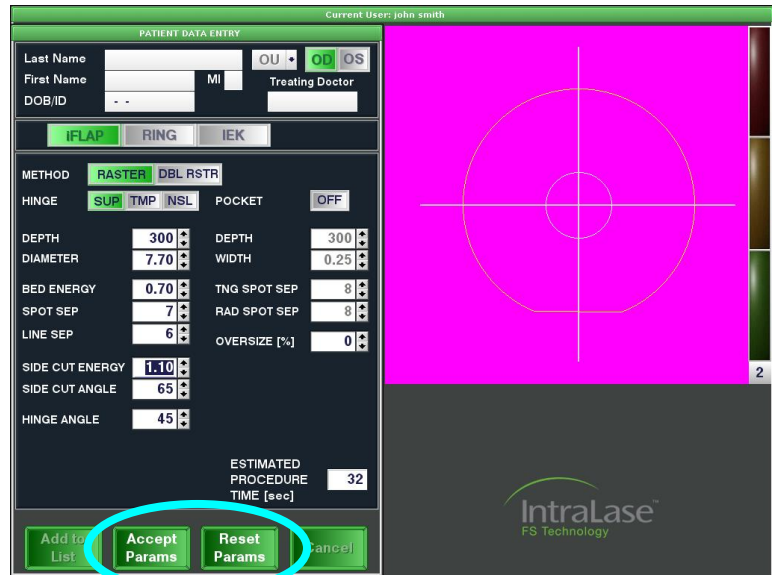 Current User: john smith
PATIENT DATA ENTRY
Last Name OU OD OS
First Name MI Treating Doctor
DOB/ID - -
iFLAP RING IEK
METHOD RASTER DBL RSTR
HINGE SUP TMP NSL POCKET OFF
DEPTH 300 DEPTH 300
DIAMETER 7.70 WIDTH 0.25
BED ENERGY 0.70 TNG SPOT SEP 8
SPOT SEP 7 RAD SPOT SEP 8
LINE SEP 6 OVERSIZE [%] 0
SIDE CUT ENERGY 1.10
SIDE CUT ANGLE 65
HINGE ANGLE 45
ESTIMATED
PROCEDURE 32
TIME [sec]
Add to Accept Reset Cancel
List Params Params
2
IntraLase™
FS Technology